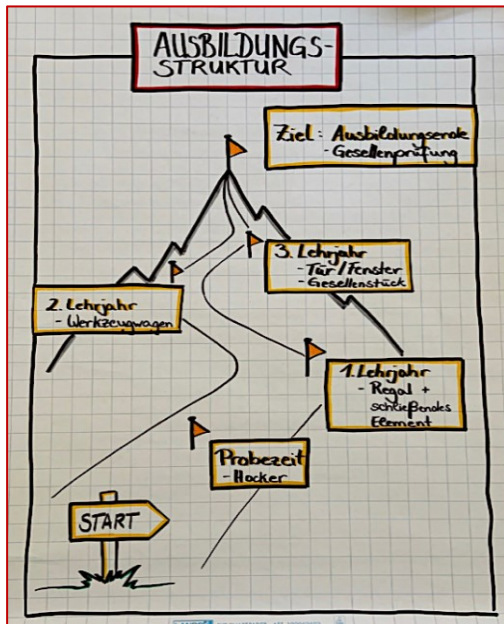 AUSBILDUNGS-
STRUKTUR
Ziel: Ausbildungsende
- Gesellenprüfung
3. Lehrjahr
- Tür/Fenster
- Gesellenstück
2. Lehrjahr
- Werkzeugwagen
1. Lehrjahr
- Regal +
schließendes
Element
Probezeit
- Hocker
START